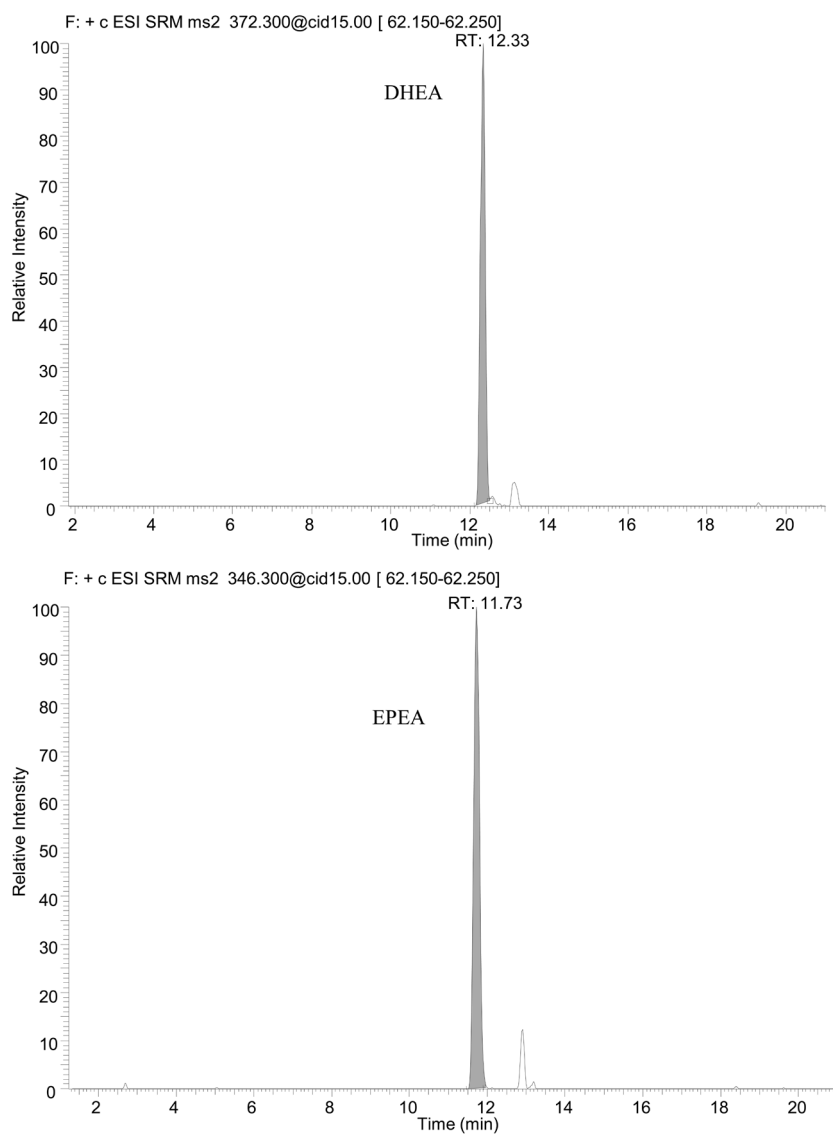 F: + c ESI SRM ms2 372.300@cid15.00 [ 62.150-62.250]
RT: 12.33
100
DHEA
90
80
70
60
50
40
30
20
10
0
Relative Intensity
2 4 6 8 10 12 14 16 18 20
Time (min)
F: + c ESI SRM ms2 346.300@cid15.00 [ 62.150-62.250]
RT: 11.73
100
90
EPEA
80
70
60
50
40
30
20
10
0
Relative Intensity
2 4 6 8 10 12 14 16 18 20
Time (min)